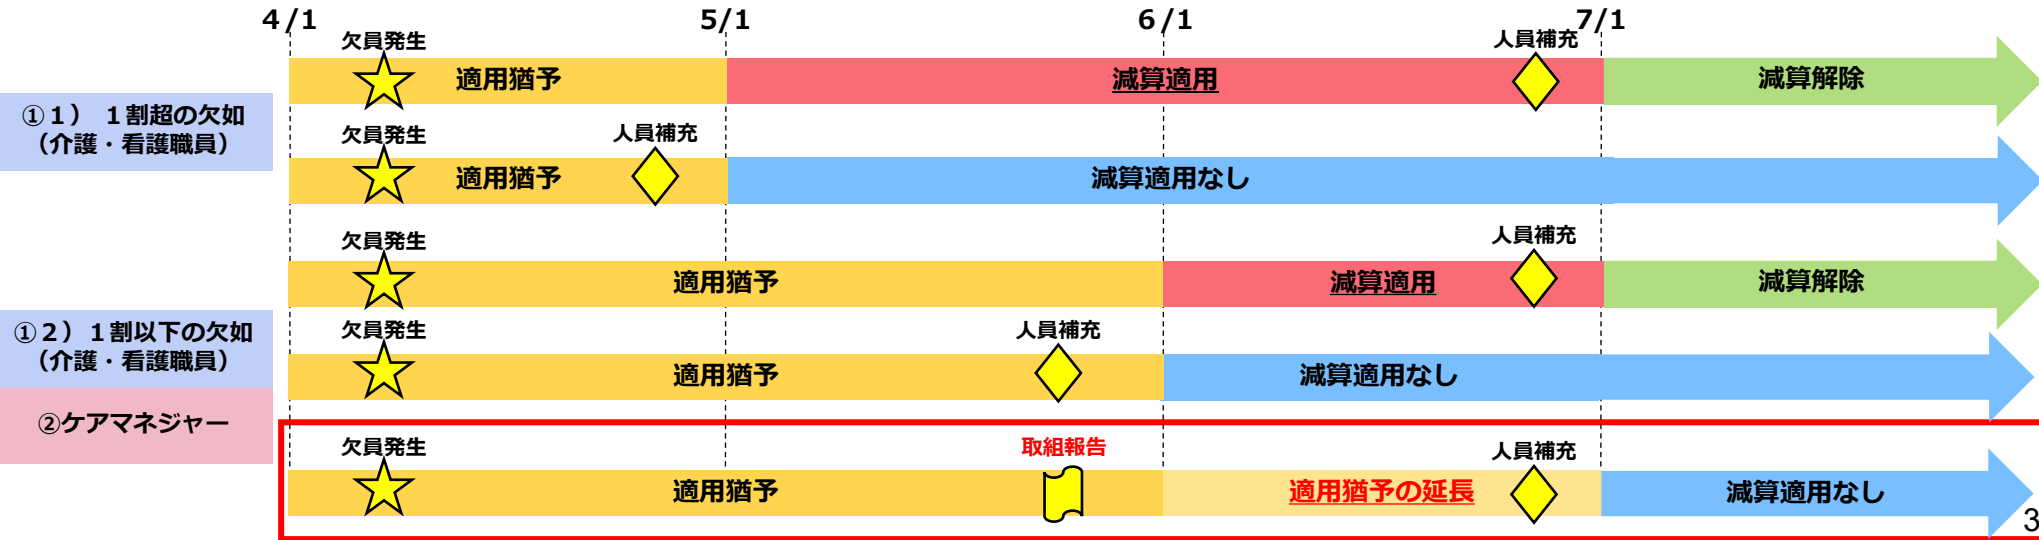 4/1
5/1
6/1
7/1
①１） １割超の欠如
（介護・看護職員）
欠員発生
適用猶予
減算適用
人員補充
減算解除
欠員発生
適用猶予
人員補充
減算適用なし
①２）１割以下の欠如
（介護・看護職員）
②ケアマネジャー
欠員発生
適用猶予
減算適用
人員補充
減算解除
欠員発生
適用猶予
人員補充
減算適用なし
欠員発生
適用猶予
取組報告
適用猶予の延長
人員補充
減算適用なし
3